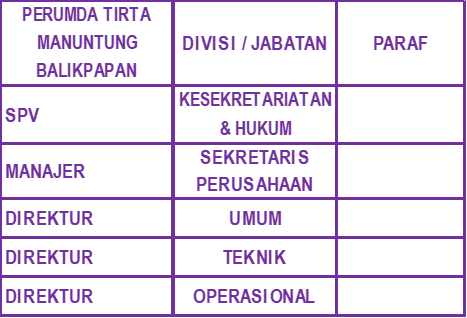 PERUMDA TIRTA
MANUNTUNG
BALIKPAPAN
DIVISI / JABATAN
PARAF
SPV
KESEKRETARIATAN
& HUKUM
MANAJER
SEKRETARIS
PERUSAHAAN
DIREKTUR
UMUM
DIREKTUR
TEKNIK
DIREKTUR
OPERASIONAL